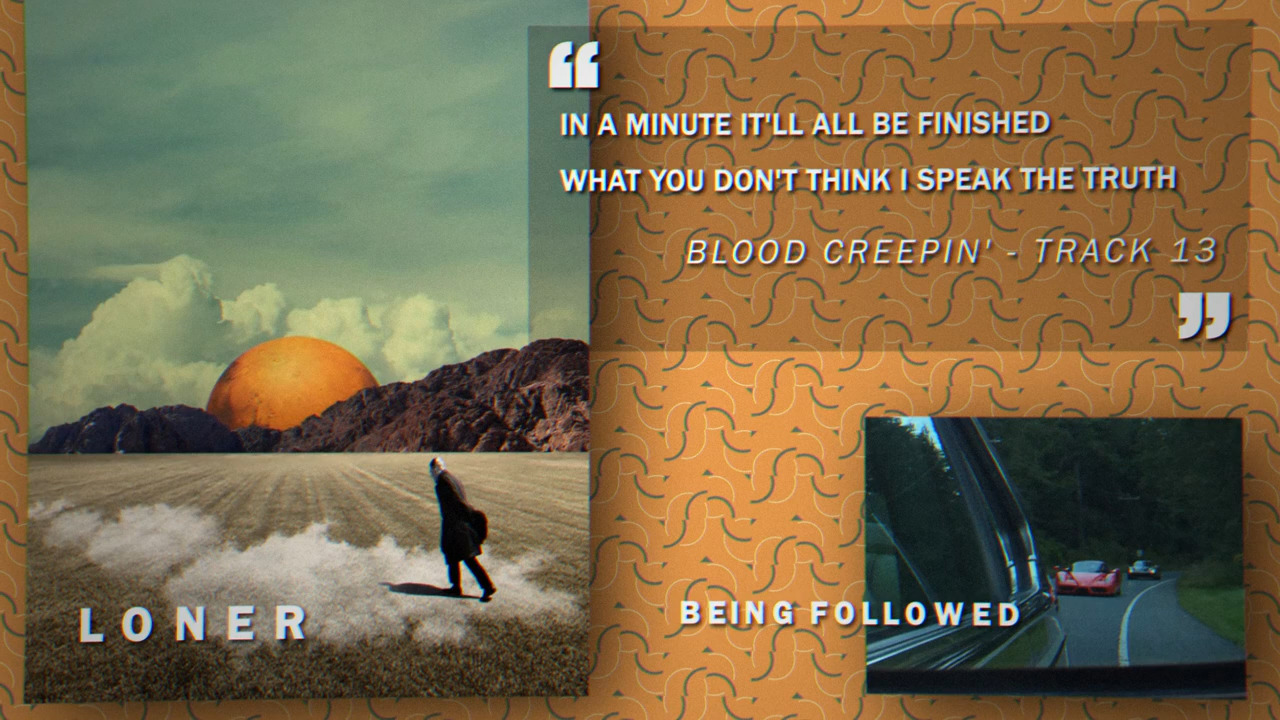 “
IN A MINUTE IT'LL ALL BE FINISHED
WHAT YOU DON'T THINK I SPEAK THE TRUTH
BLOOD CREEPIN' - TRACK 13
”
LONER
BEING FOLLOWED